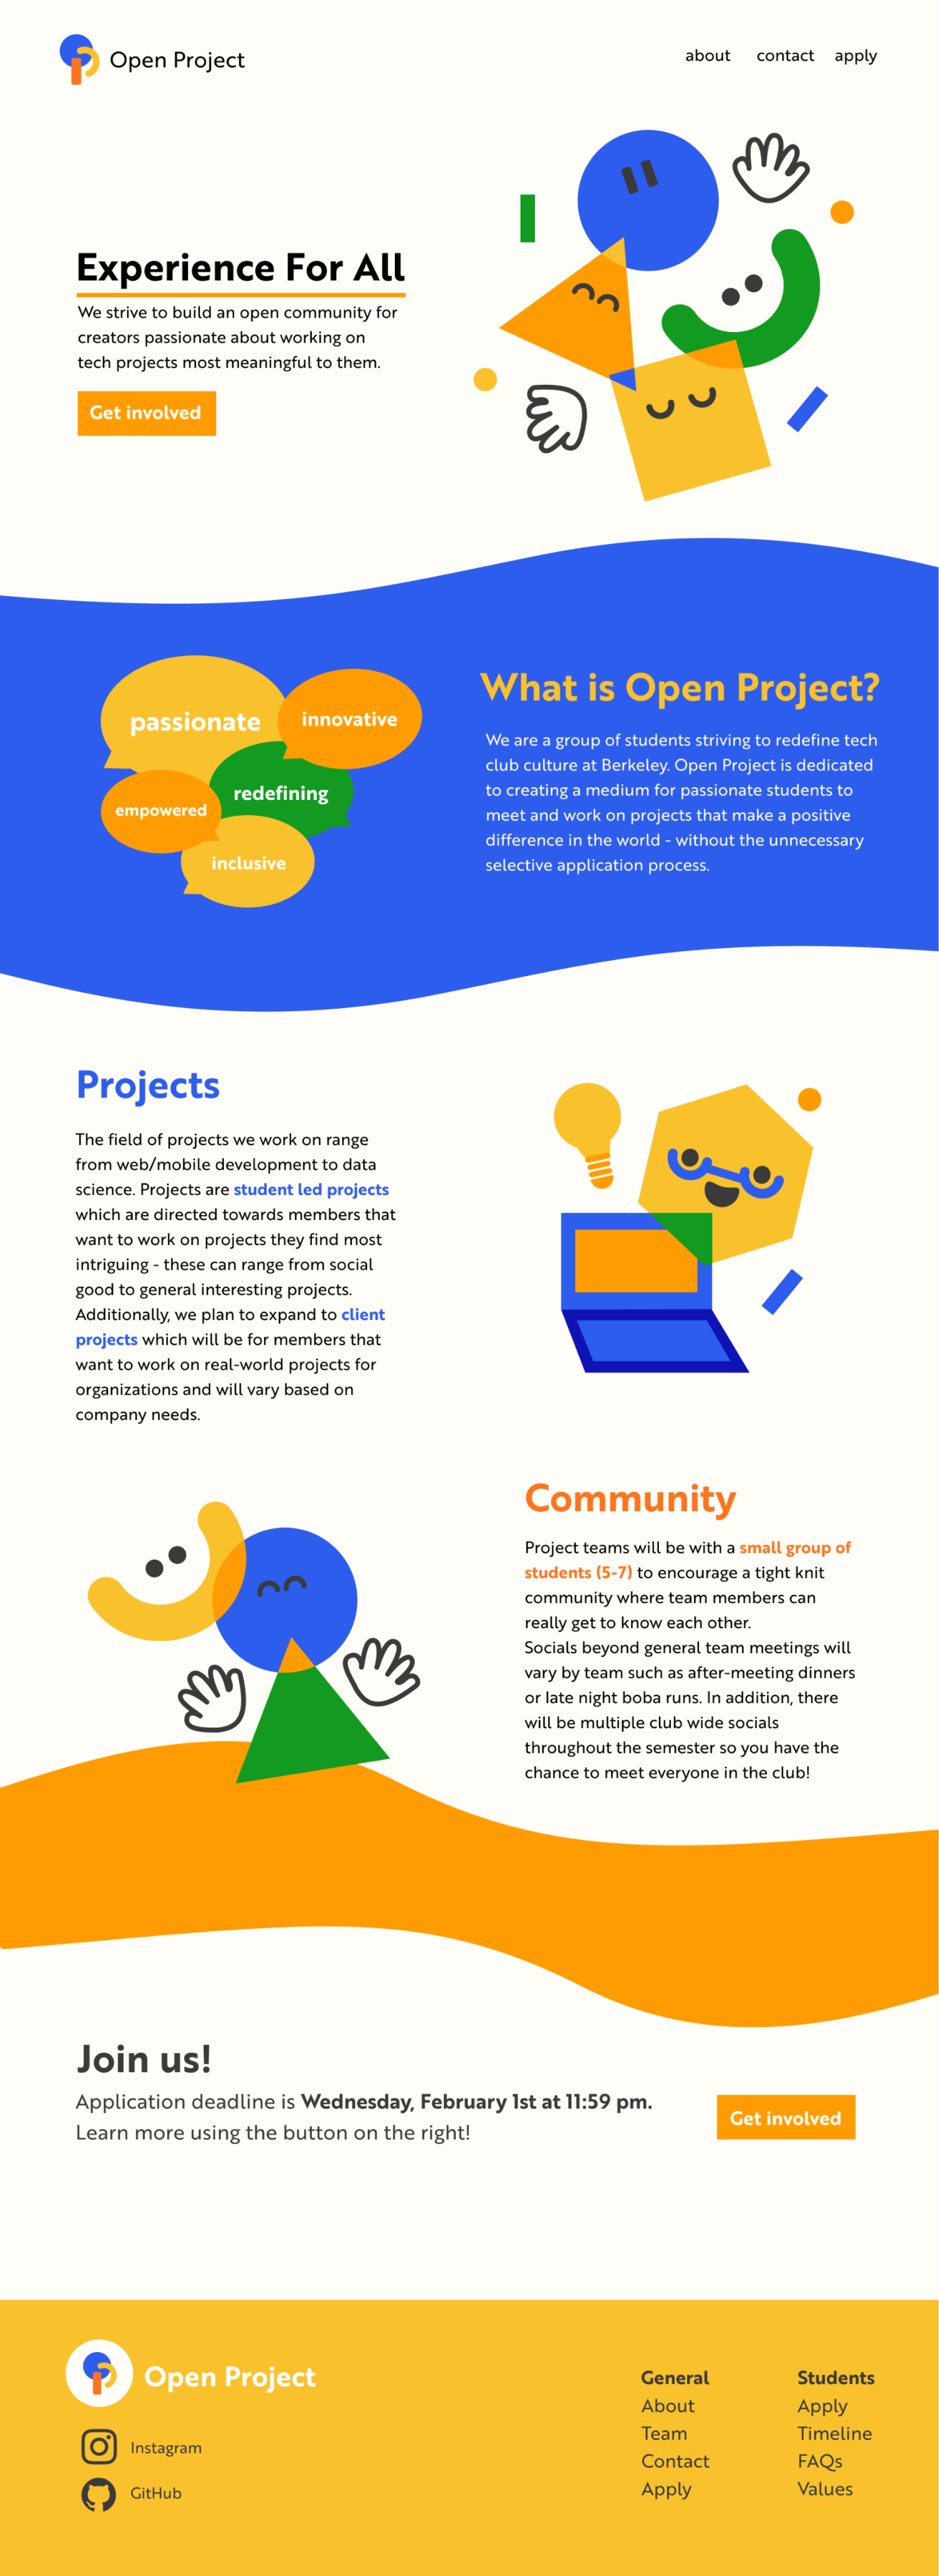 Open Project
about contact apply
Experience For All
We strive to build an open community for
creators passionate about working on
tech projects most meaningful to them.
Get involved
passionate
innovative
redefining
empowered
inclusive
What is Open Project?
We are a group of students striving to redefine tech
club culture at Berkeley. Open Project is dedicated
to creating a medium for passionate students to
meet and work on projects that make a positive
difference in the world - without the unnecessary
selective application process.
Projects
The field of projects we work on range
from web/mobile development to data
science. Projects are student led projects
which are directed towards members that
want to work on projects they find most
intriguing - these can range from social
good to general interesting projects.
Additionally, we plan to expand to client
projects which will be for members that
want to work on real-world projects for
organizations and will vary based on
company needs.
Community
Project teams will be with a small group of
students (5-7) to encourage a tight knit
community where team members can
really get to know each other.
Socials beyond general team meetings will
vary by team such as after-meeting dinners
or late night boba runs. In addition, there
will be multiple club wide socials
throughout the semester so you have the
chance to meet everyone in the club!
Join us!
Application deadline is Wednesday, February 1st at 11:59 pm.
Learn more using the button on the right!
Get involved
Open Project
Instagram
GitHub
General
About
Team
Contact
Apply
Students
Apply
Timeline
FAQs
Values